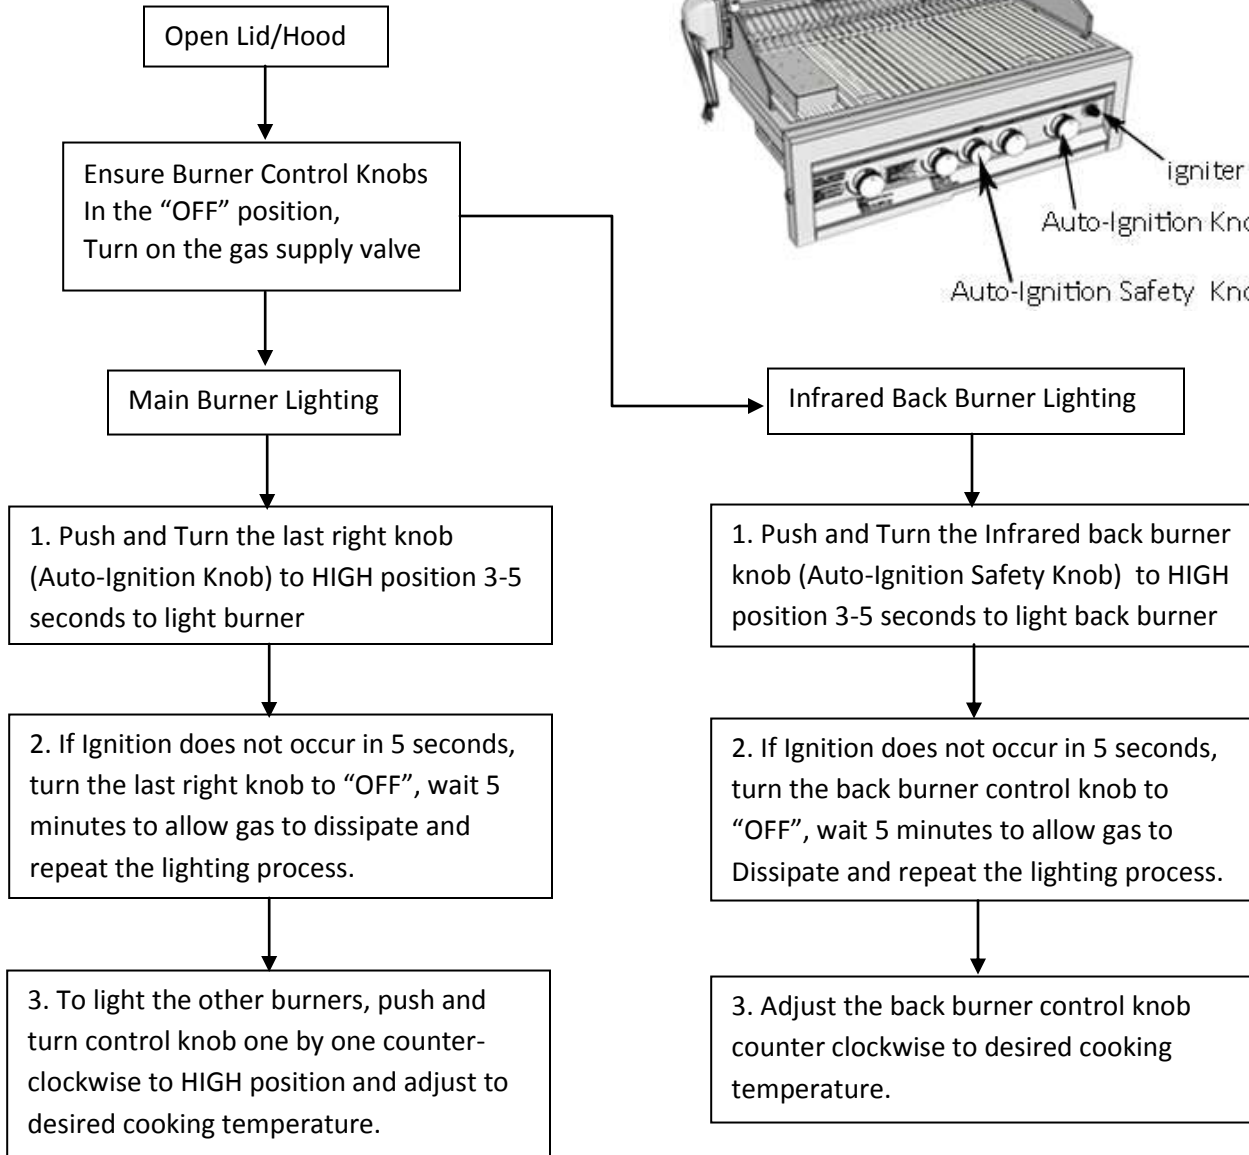 Open Lid/Hood
igniter
Auto-Ignition
Auto-Ignition Safety
Ensure Burner Control Knobs
In the “OFF” position,
Turn on the gas supply valve
Main Burner Lighting
1. Push and Turn the last right knob
(Auto-Ignition Knob) to HIGH position 3-5
seconds to light burner
2. If Ignition does not occur in 5 seconds,
turn the last right knob to “OFF”, wait 5
minutes to allow gas to dissipate and
repeat the lighting process.
3. To light the other burners, push and
turn control knob one by one counter-
clockwise to HIGH position and adjust to
desired cooking temperature.
Infrared Back Burner Lighting
1. Push and Turn the Infrared back burner
knob (Auto-Ignition Safety Knob)  to HIGH
position 3-5 seconds to light back burner
2. If Ignition does not occur in 5 seconds,
turn the back burner control knob to
“OFF”, wait 5 minutes to allow gas to
Dissipate and repeat the lighting process.
3. Adjust the back burner control knob
counter clockwise to desired cooking
temperature.